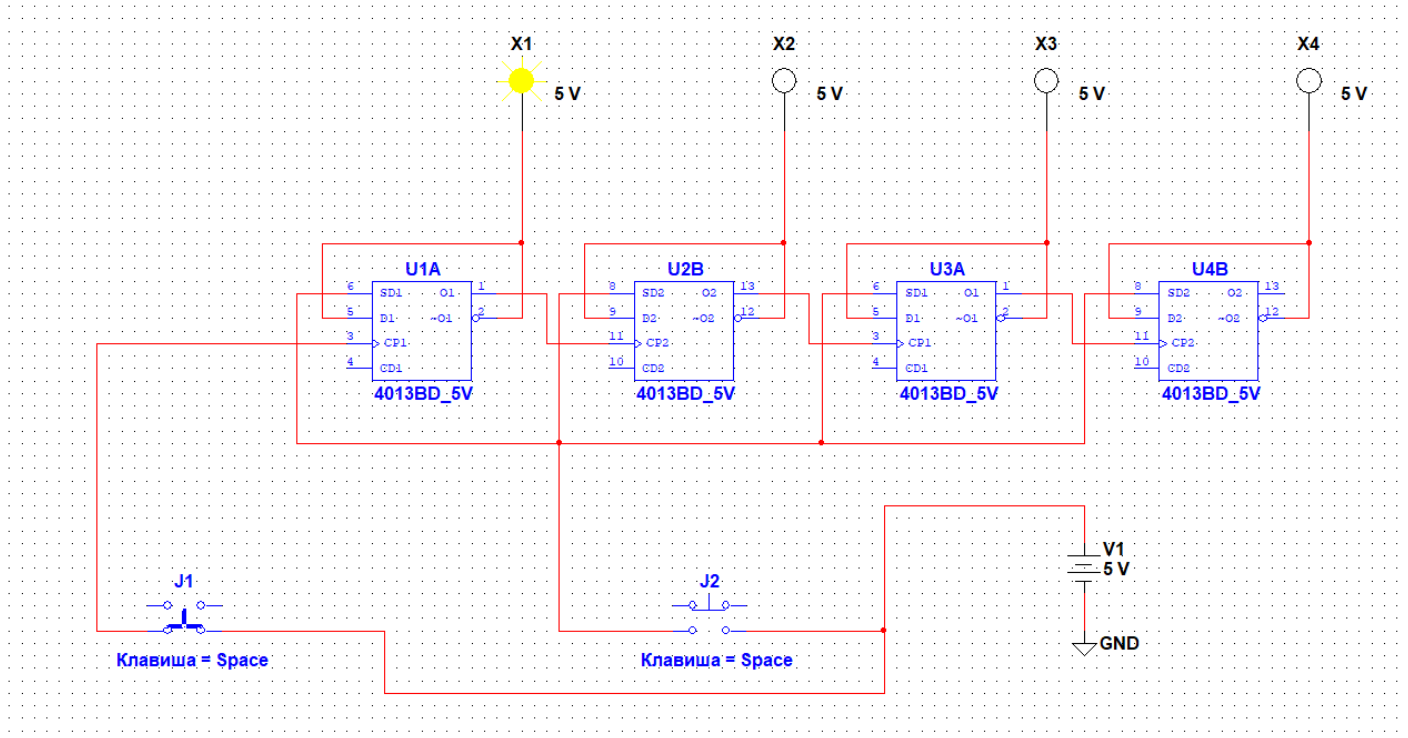 X1
X2
X3
X4
5 V
5 V
5 V
5 V
U1A
U2B
U3A
U4B
6 SD1 O1 1
5 D1 ~O1 2
3 CP1
4 CD1
4013BD_5V
8 SD2 O2 13
9 D2 ~O2 12
11 CP2
10 CD2
4013BD_5V
6 SD1 O1 1
5 D1 ~O1 2
3 CP1
4 CD1
4013BD_5V
8 SD2 O2 13
9 D2 ~O2 12
11 CP2
10 CD2
4013BD_5V
V1
5 V
GND
J1
Клавиша = Space
J2
Клавиша = Space